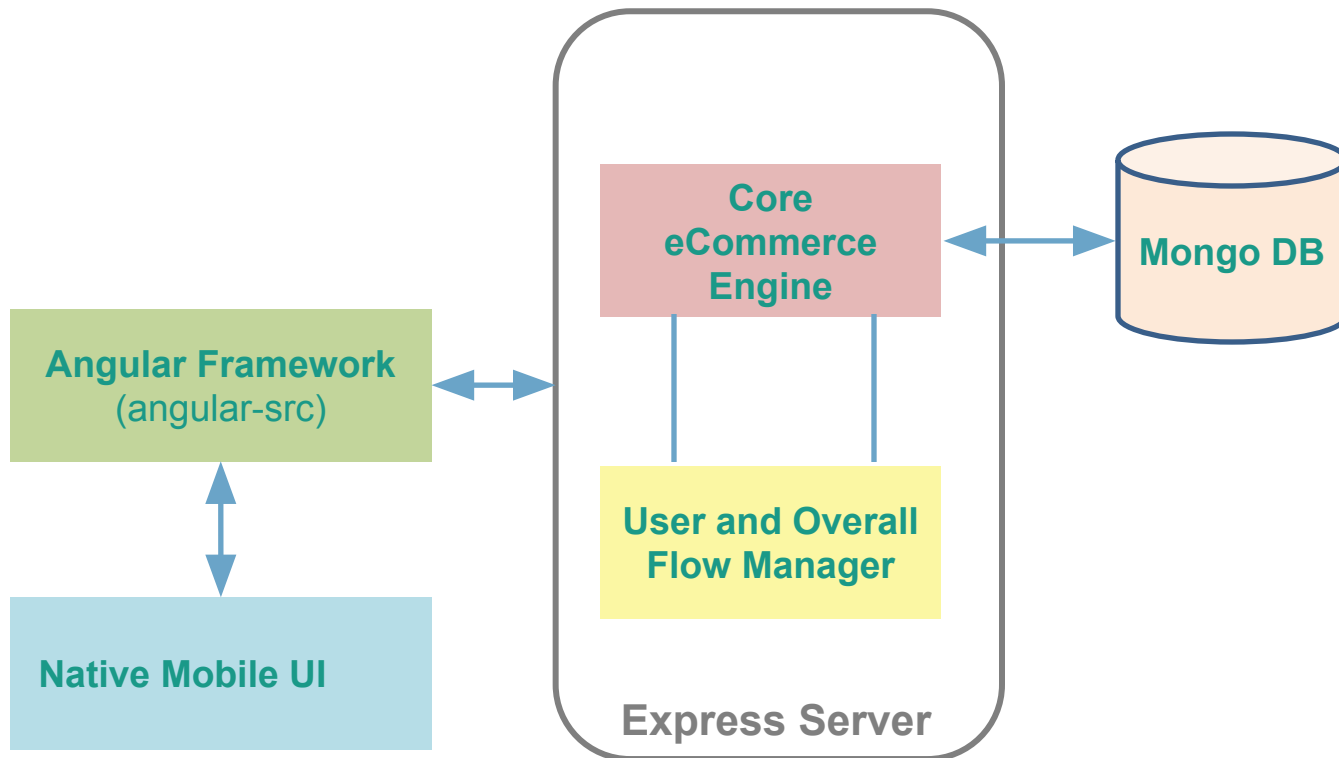 Core
eCommerce
Engine
Mongo DB
Angular Framework
(angular-src)
User and Overall
Flow Manager
Native Mobile UI
Express Server